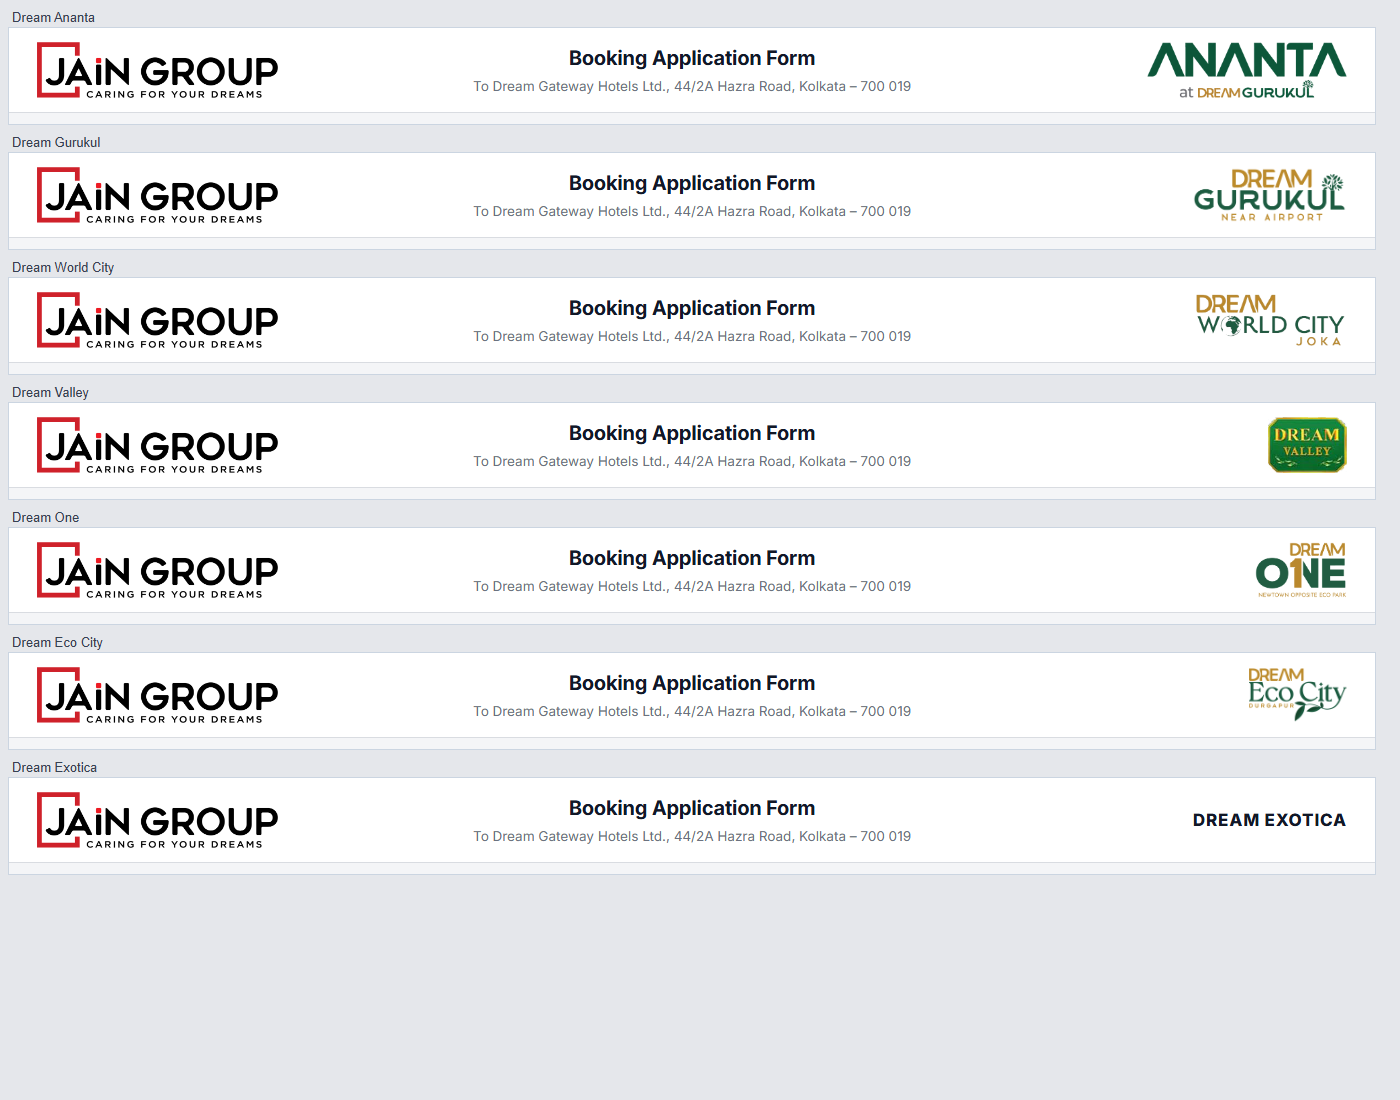 Dream Ananta
JAiN GROUP
CARING FOR YOUR DREAMS
Booking Application Form
To Dream Gateway Hotels Ltd., 44/2A Hazra Road, Kolkata – 700 019
ANANTA
at DREAM GURUKUL
Dream Gurukul
JAiN GROUP
CARING FOR YOUR DREAMS
Booking Application Form
To Dream Gateway Hotels Ltd., 44/2A Hazra Road, Kolkata – 700 019
DREAM
GURUKUL
NEAR AIRPORT
Dream World City
JAiN GROUP
CARING FOR YOUR DREAMS
Booking Application Form
To Dream Gateway Hotels Ltd., 44/2A Hazra Road, Kolkata – 700 019
DREAM
WORLD CITY
JOKA
Dream Valley
JAiN GROUP
CARING FOR YOUR DREAMS
Booking Application Form
To Dream Gateway Hotels Ltd., 44/2A Hazra Road, Kolkata – 700 019
DREAM
VALLEY
Dream One
JAiN GROUP
CARING FOR YOUR DREAMS
Booking Application Form
To Dream Gateway Hotels Ltd., 44/2A Hazra Road, Kolkata – 700 019
DREAM
O1NE
NEWTOWN OPPOSITE ECO PARK
Dream Eco City
JAiN GROUP
CARING FOR YOUR DREAMS
Booking Application Form
To Dream Gateway Hotels Ltd., 44/2A Hazra Road, Kolkata – 700 019
DREAM
Eco City
DURGAPUR
Dream Exotica
JAiN GROUP
CARING FOR YOUR DREAMS
Booking Application Form
To Dream Gateway Hotels Ltd., 44/2A Hazra Road, Kolkata – 700 019
DREAM EXOTICA